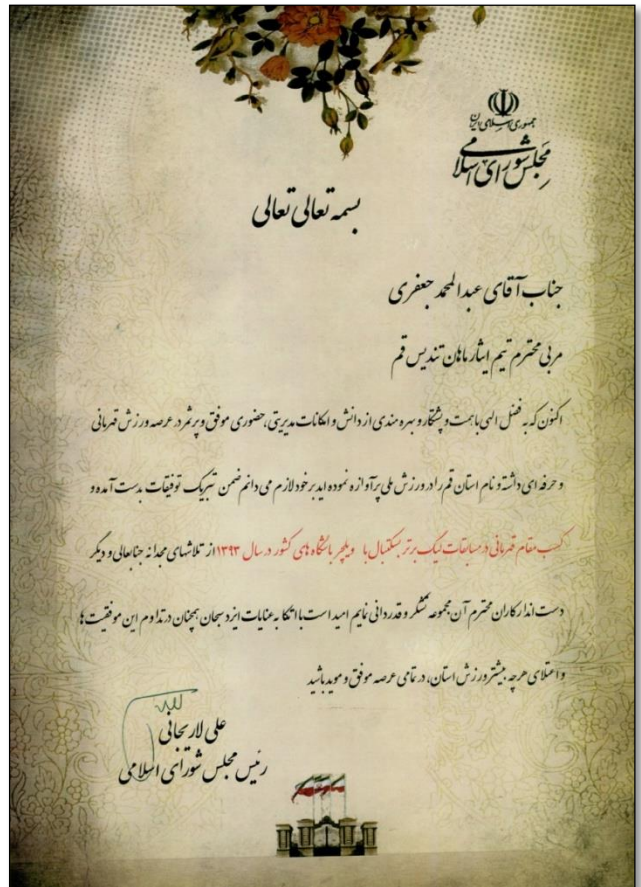 جمهوری اسلامی ایران
مجلس شورای اسلامی
بسمه تعالی تعالی
جناب آقای عبدالمحمد جعفری
مربی محترم تیم ایثار ماهان تندیس قم
اکنون که به فضل الهی با همت و پشتکار و بهره مندی از دانش و امکانات مدیریتی، حضوری موفق و پرثمر در عرصه ورزش قهرمانی
و حرفه ای داشته و نام استان قم را در ورزش ملی پرآوازه نموده اید بر خود لازم می دانم ضمن تبریک توفیقات بدست آمده و
کسب مقام قهرمانی در مسابقات لیگ برتر بسکتبال با ویلچر باشگاه های کشور در سال ۱۳۹۳ از تلاشهای مجدانه جنابعالی و دیگر
دست اندارکاران محترم آن مجموعه تشکر و قدردانی نمایم امید است با اتکا به عنایات ایزد سبحان همچنان در تداوم این موفقیت ها
و اعتلای هرچه بیشتر ورزش استان، در تمامی عرصه موفق و موید باشید
علی لاریجانی
رئیس مجلس شورای اسلامی